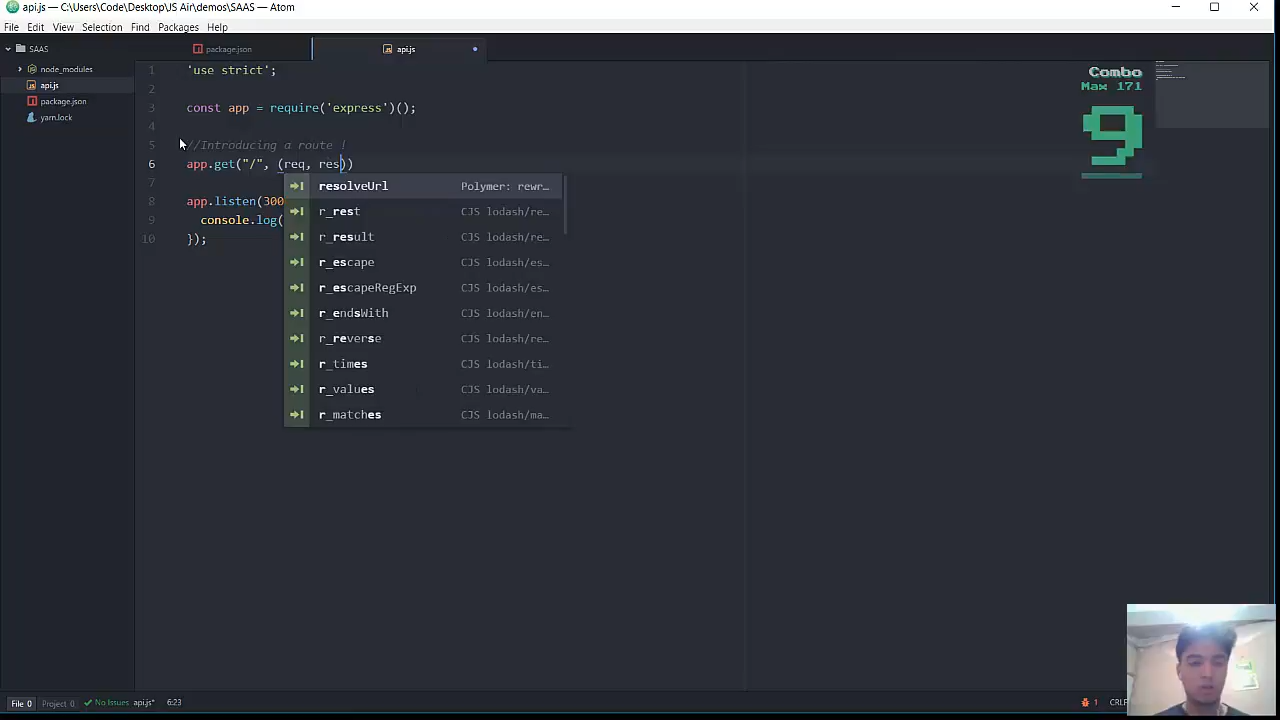 api.js — C:\Users\Code\Desktop\JS Air\demos\SAAS — Atom
File Edit View Selection Find Packages Help
SAAS
node_modules
api.js
package.json
yarn.lock
package.json
api.js
1 'use strict';
2
3 const app = require('express')();
4
5 //Introducing a route !
6 app.get("/", (req, res))
7
8 app.listen(300
9 console.log(
10 });
resolveUrl Polymer: rewr…
r_rest CJS lodash/re…
r_result CJS lodash/re…
r_escape CJS lodash/es…
r_escapeRegExp CJS lodash/es…
r_endsWith CJS lodash/en…
r_reverse CJS lodash/re…
r_times CJS lodash/ti…
r_values CJS lodash/va…
r_matches CJS lodash/ma…
Combo
Max 171
9
File 0 Project 0 No Issues api.js* 6:23
1 CRLF